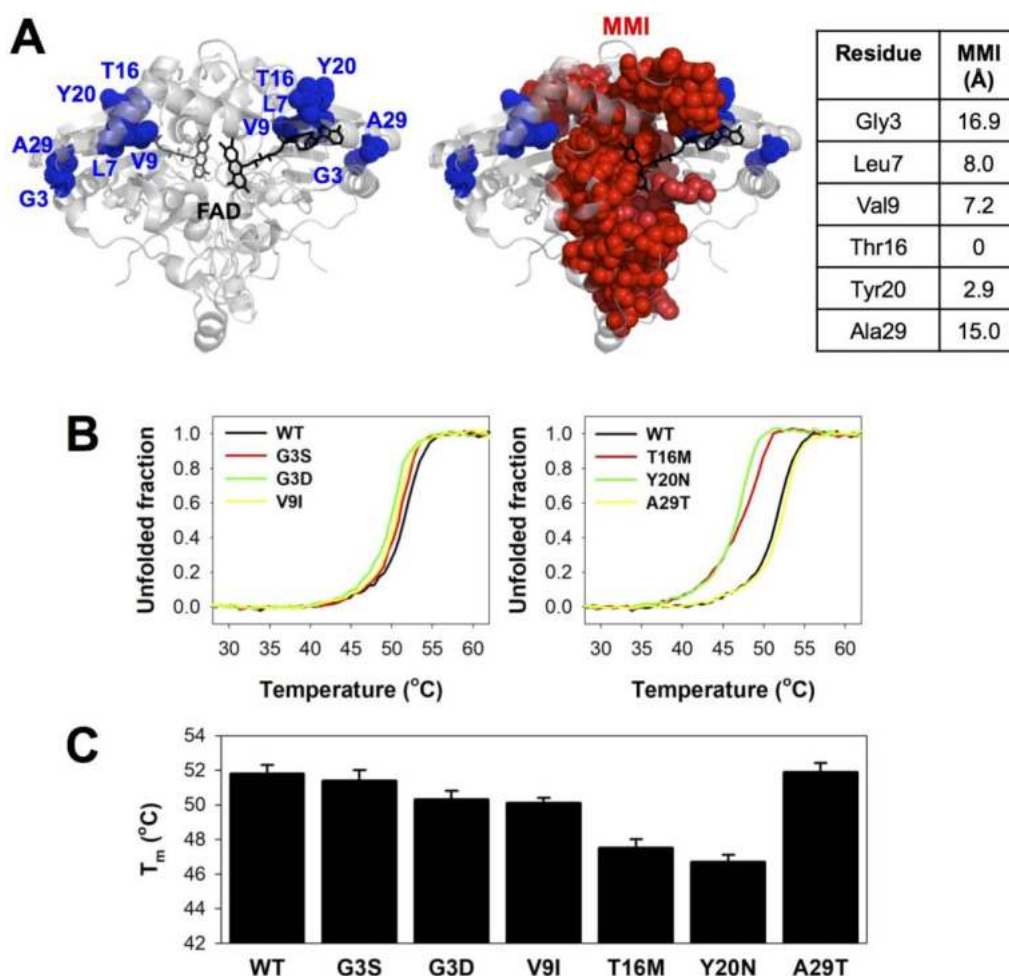 A
T16
Y20
A29
G3
L7
V9
FAD
T16
Y20
L7
V9
A29
G3
MMI
Residue MMI (Å)
Gly3 16.9
Leu7 8.0
Val9 7.2
Thr16 0
Tyr20 2.9
Ala29 15.0
B
Unfolded fraction
1.0
0.8
0.6
0.4
0.2
0.0
WT
G3S
G3D
V9I
30 35 40 45 50 55 60
Temperature (°C)
Unfolded fraction
1.0
0.8
0.6
0.4
0.2
0.0
WT
T16M
Y20N
A29T
30 35 40 45 50 55 60
Temperature (°C)
C
Tm (°C)
54
52
50
48
46
44
42
WT G3S G3D V9I T16M Y20N A29T